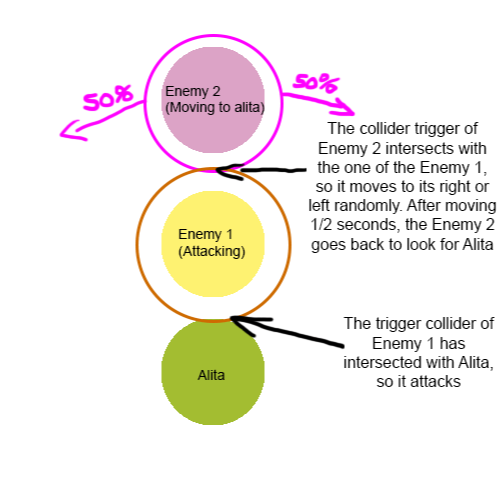 50%
50%
Enemy 2
(Moving to alita)
The collider trigger of
Enemy 2 intersects with
the one of the Enemy 1,
so it moves to its right or
left randomly. After moving
1/2 seconds, the Enemy 2
goes back to look for Alita
Enemy 1
(Attacking)
The trigger collider of
Enemy 1 has
intersected with Alita,
so it attacks
Alita